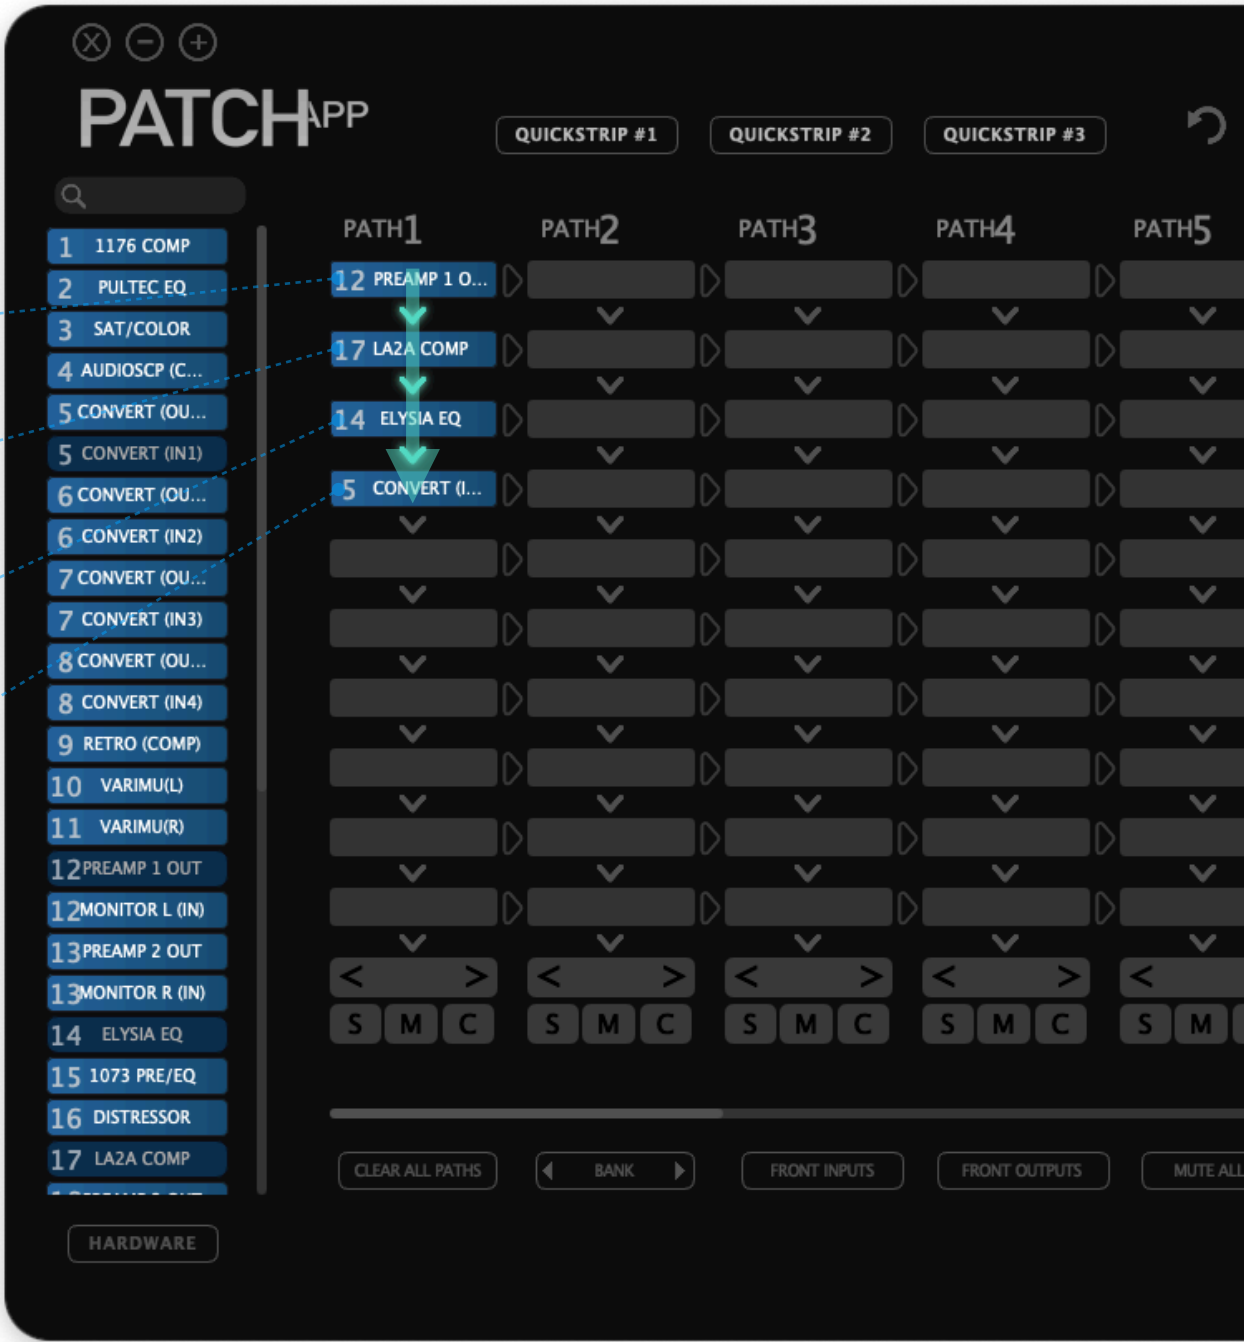 PATCHAPP
QUICKSTRIP #1 QUICKSTRIP #2 QUICKSTRIP #3
PATH1 PATH2 PATH3 PATH4 PATH5
1 1176 COMP
2 PULTEC EQ
3 SAT/COLOR
4 AUDIOSCP (C...
5 CONVERT (OU...
5 CONVERT (IN1)
6 CONVERT (OU...
6 CONVERT (IN2)
7 CONVERT (OU...
7 CONVERT (IN3)
8 CONVERT (OU...
8 CONVERT (IN4)
9 RETRO (COMP)
10 VARIMU(L)
11 VARIMU(R)
12 PREAMP 1 OUT
12 MONITOR L (IN)
13 PREAMP 2 OUT
13 MONITOR R (IN)
14 ELYSIA EQ
15 1073 PRE/EQ
16 DISTRESSOR
17 LA2A COMP
12 PREAMP 1 O...
17 LA2A COMP
14 ELYSIA EQ
5 CONVERT (I...
< > < > < > < > <
S M C S M C S M C S M C S M
CLEAR ALL PATHS BANK FRONT INPUTS FRONT OUTPUTS MUTE ALL
HARDWARE